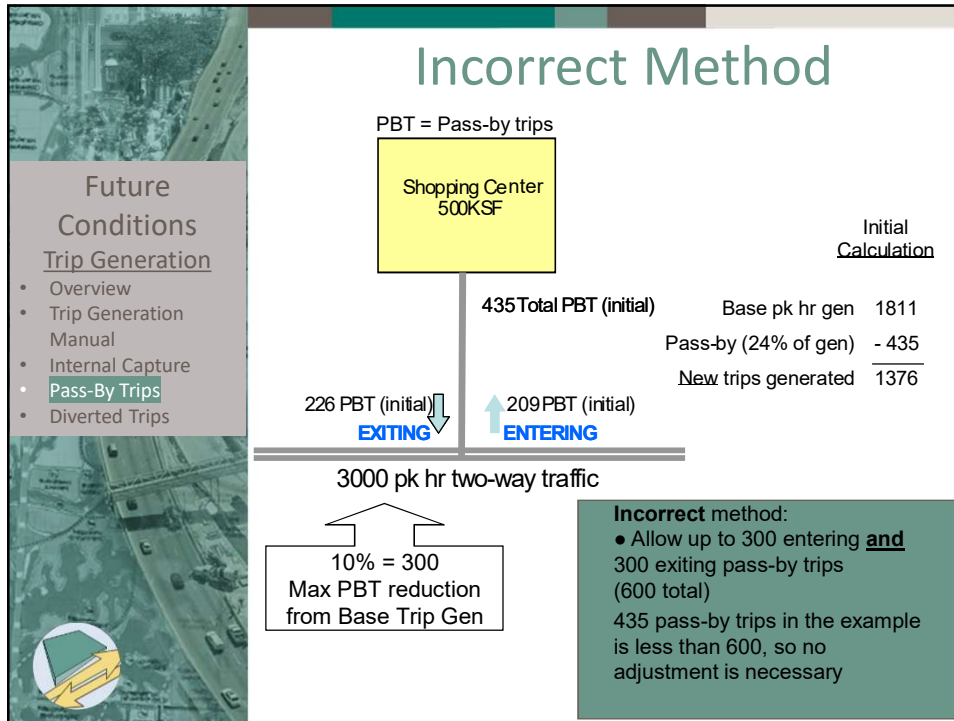 Incorrect Method
Future
Conditions
Trip Generation
• Overview
• Trip Generation
Manual
• Internal Capture
• Pass-By Trips
• Diverted Trips
PBT = Pass-by trips
Shopping Center
500KSF
435 Total PBT (initial)
226 PBT (initial)
EXITING
209 PBT (initial)
ENTERING
3000 pk hr two-way traffic
10% = 300
Max PBT reduction
from Base Trip Gen
Initial
Calculation
Base pk hr gen 1811
Pass-by (24% of gen) - 435
New trips generated 1376
Incorrect method:
● Allow up to 300 entering and
300 exiting pass-by trips
(600 total)
435 pass-by trips in the example
is less than 600, so no
adjustment is necessary